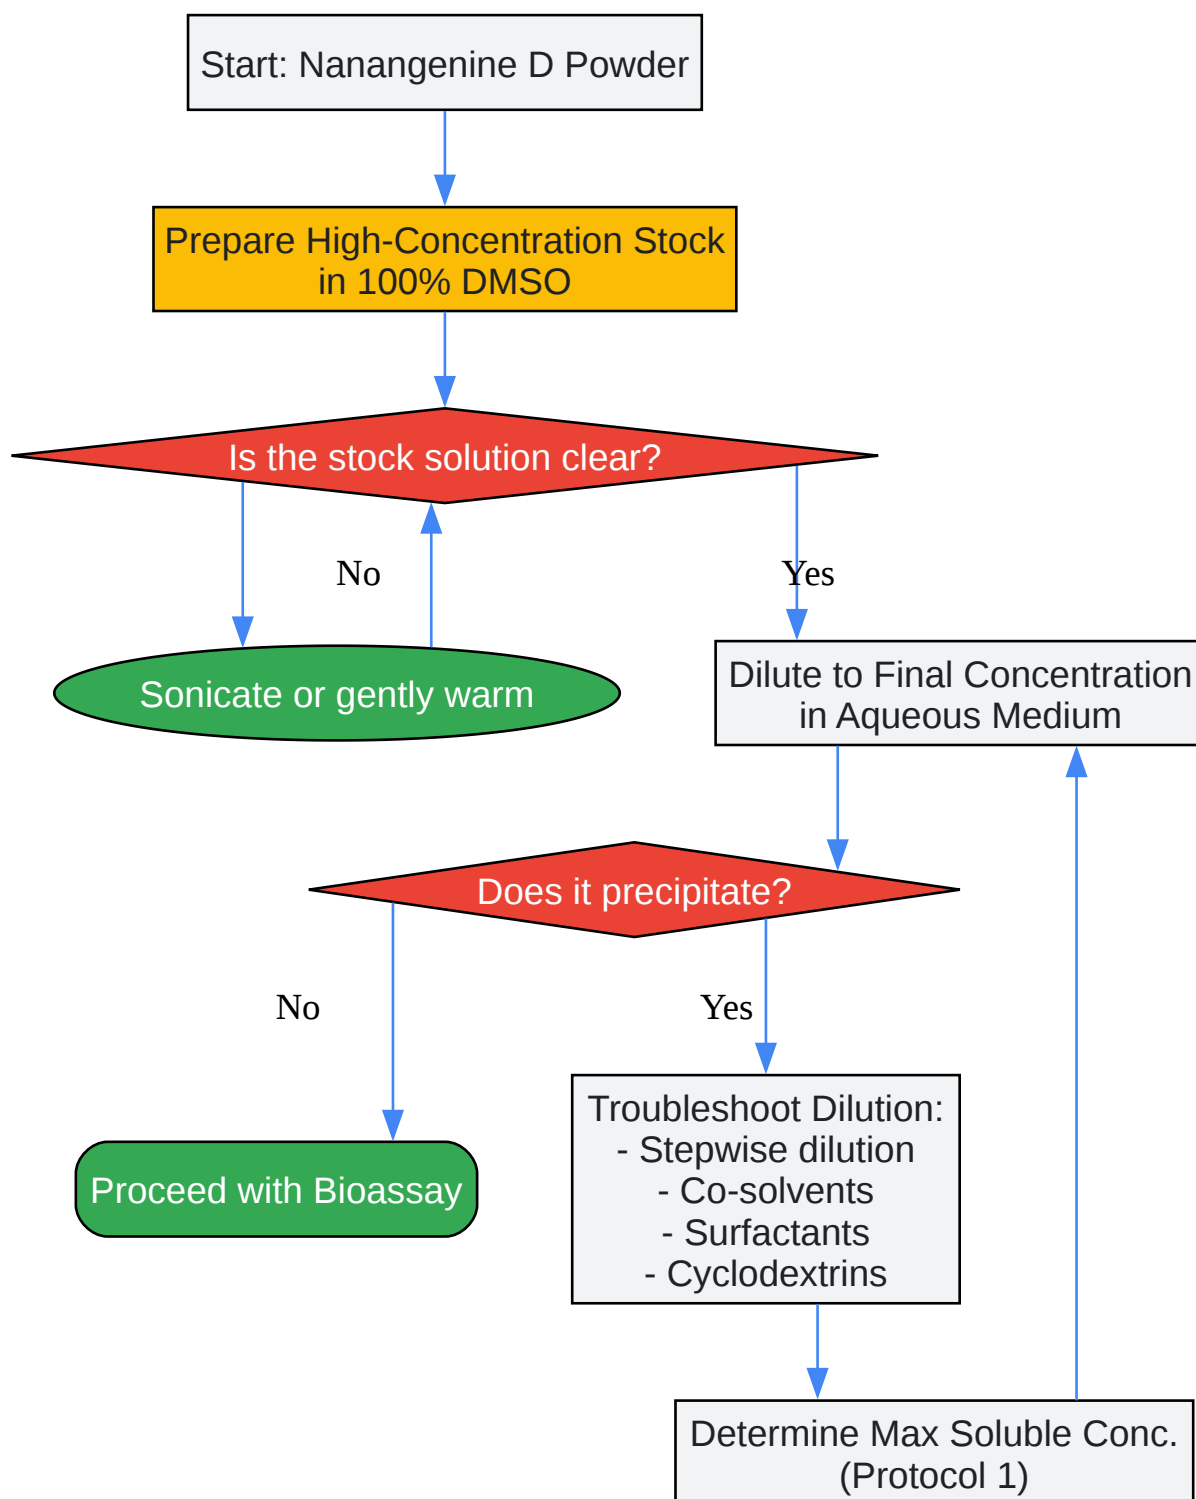 Start: Nanangenine D Powder
Prepare High-Concentration Stock
in 100% DMSO
Is the stock solution clear?
No
Yes
Sonicate or gently warm
Dilute to Final Concentration
in Aqueous Medium
Does it precipitate?
No
Yes
Troubleshoot Dilution:
- Stepwise dilution
- Co-solvents
- Surfactants
- Cyclodextrins
Proceed with Bioassay
Determine Max Soluble Conc.
(Protocol 1)